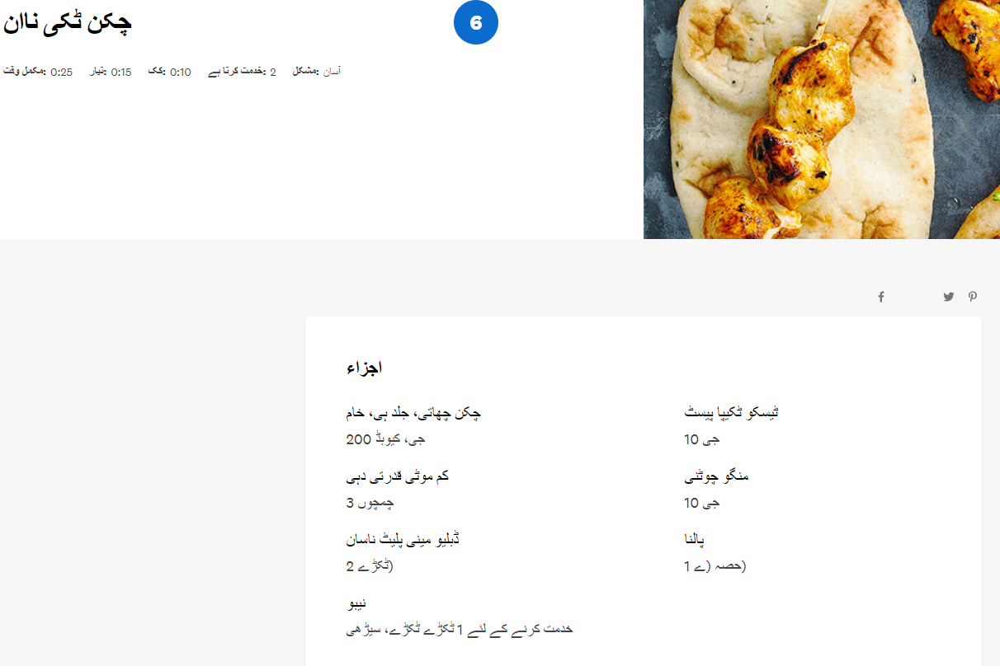 چکن ٹکی ناان
6
مکمل وقت: 0:25 تیار: 0:15 کک: 0:10 خدمت کرتا ہے: 2 مشکل: آسان
اجزاء
چکن چھاتی، جلد ہی، خام
200 جی، کیوبڈ
ٹیسکو ٹکیپا پیسٹ
10 جی
کم موٹی قدرتی دہی
3 چمچوں
منگو چوٹنی
10 جی
ڈبلیو مینی پلیٹ ناسان
2 ٹکڑے)
پالنا
1 حصہ (ے)
نیبو
خدمت کرنے کے لئے 1 ٹکڑے ٹکڑے، سیڑھی